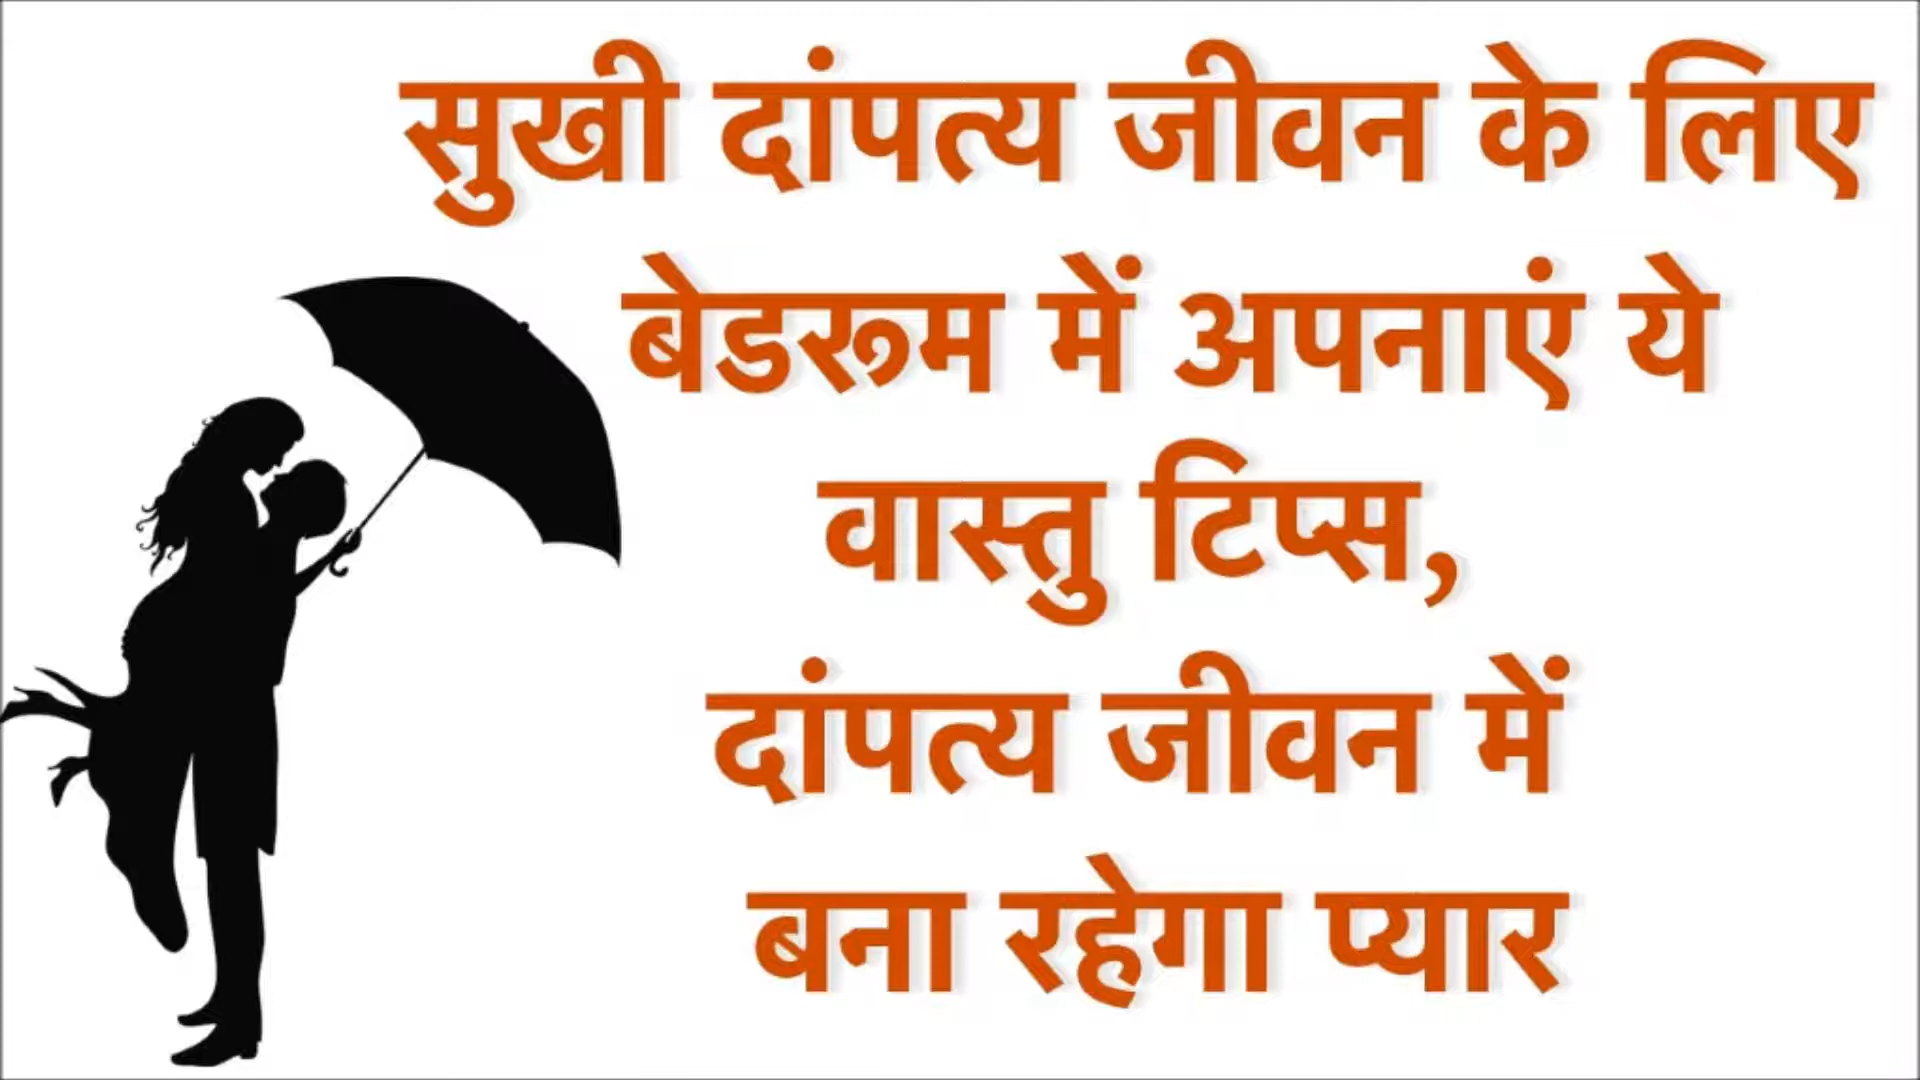 सुखी दांपत्य जीवन के लिए
बेडरूम में अपनाएं ये
वास्तु टिप्स,
दांपत्य जीवन में
बना रहेगा प्यार